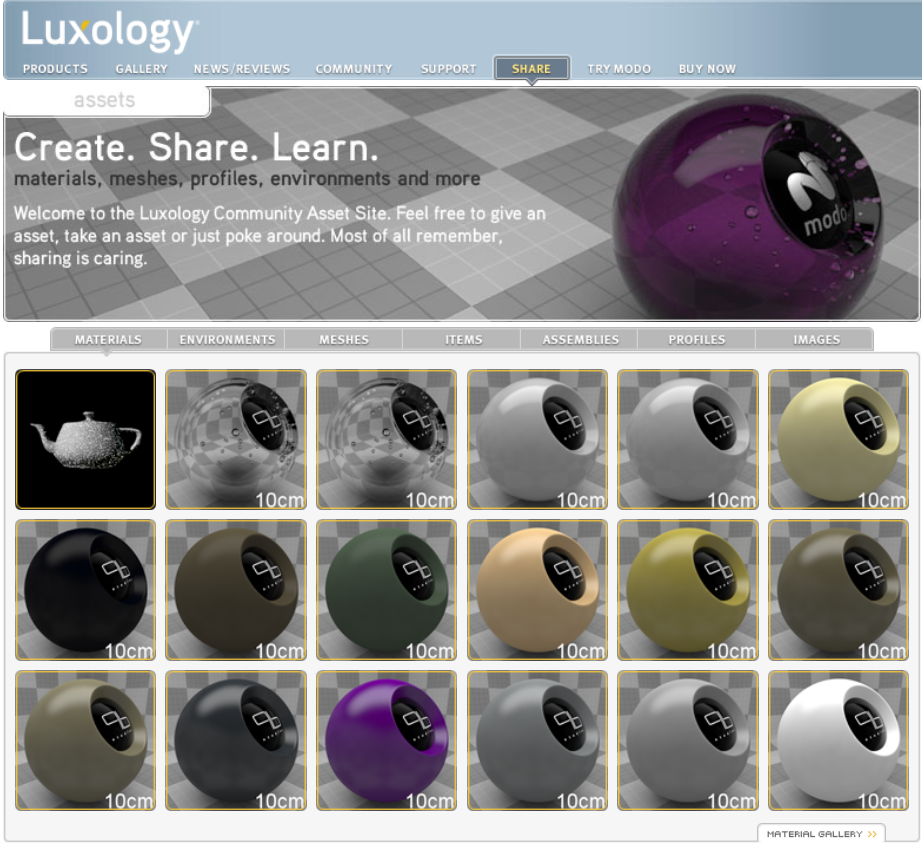 Luxology
PRODUCTS GALLERY NEWS/REVIEWS COMMUNITY SUPPORT SHARE TRY MODO BUY NOW
assets
Create. Share. Learn.
materials, meshes, profiles, environments and more
Welcome to the Luxology Community Asset Site. Feel free to give an
asset, take an asset or just poke around. Most of all remember,
sharing is caring.
modo
MATERIALS ENVIRONMENTS MESHES ITEMS ASSEMBLIES PROFILES IMAGES
10cm 10cm 10cm 10cm 10cm
10cm 10cm 10cm 10cm 10cm 10cm
10cm 10cm 10cm 10cm 10cm 10cm
MATERIAL GALLERY >>